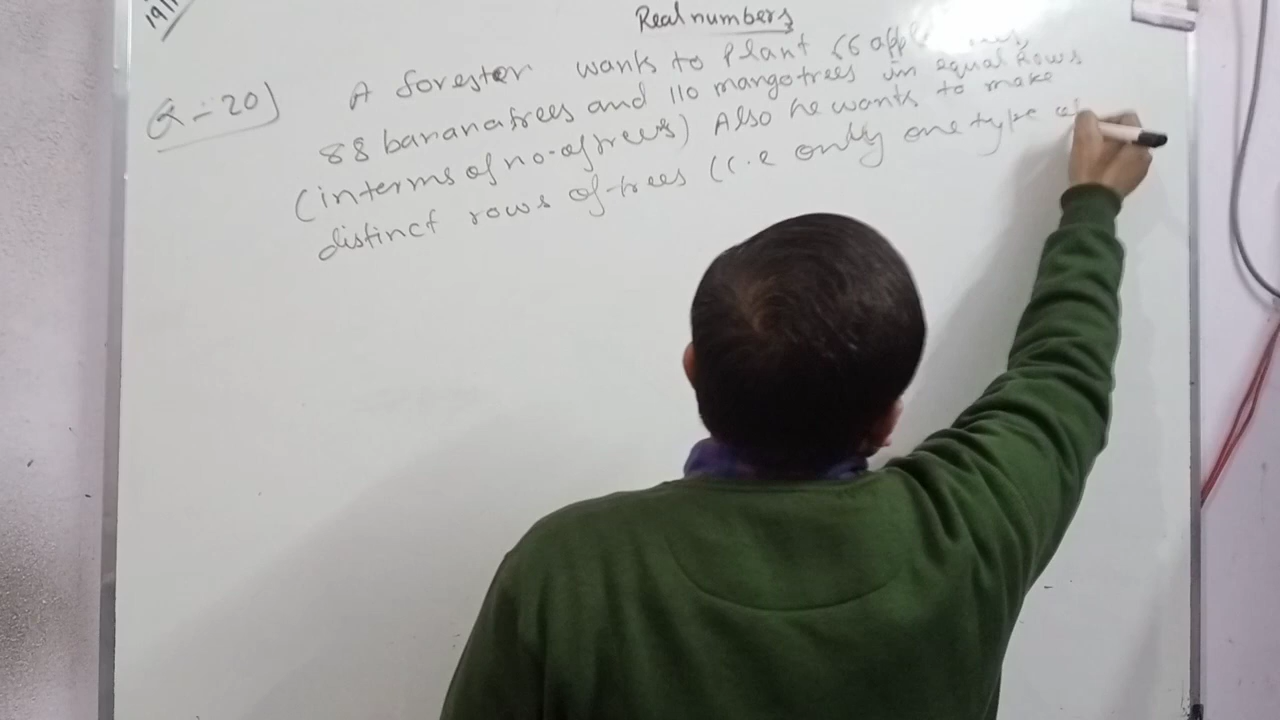 19/1
Real numbers
Q-20) A forester wants to plant 66 apple
88 banana trees and 110 mango trees in equal rows
(in terms of no. of trees) Also he wants to make
distinct rows of trees (i.e only one type of